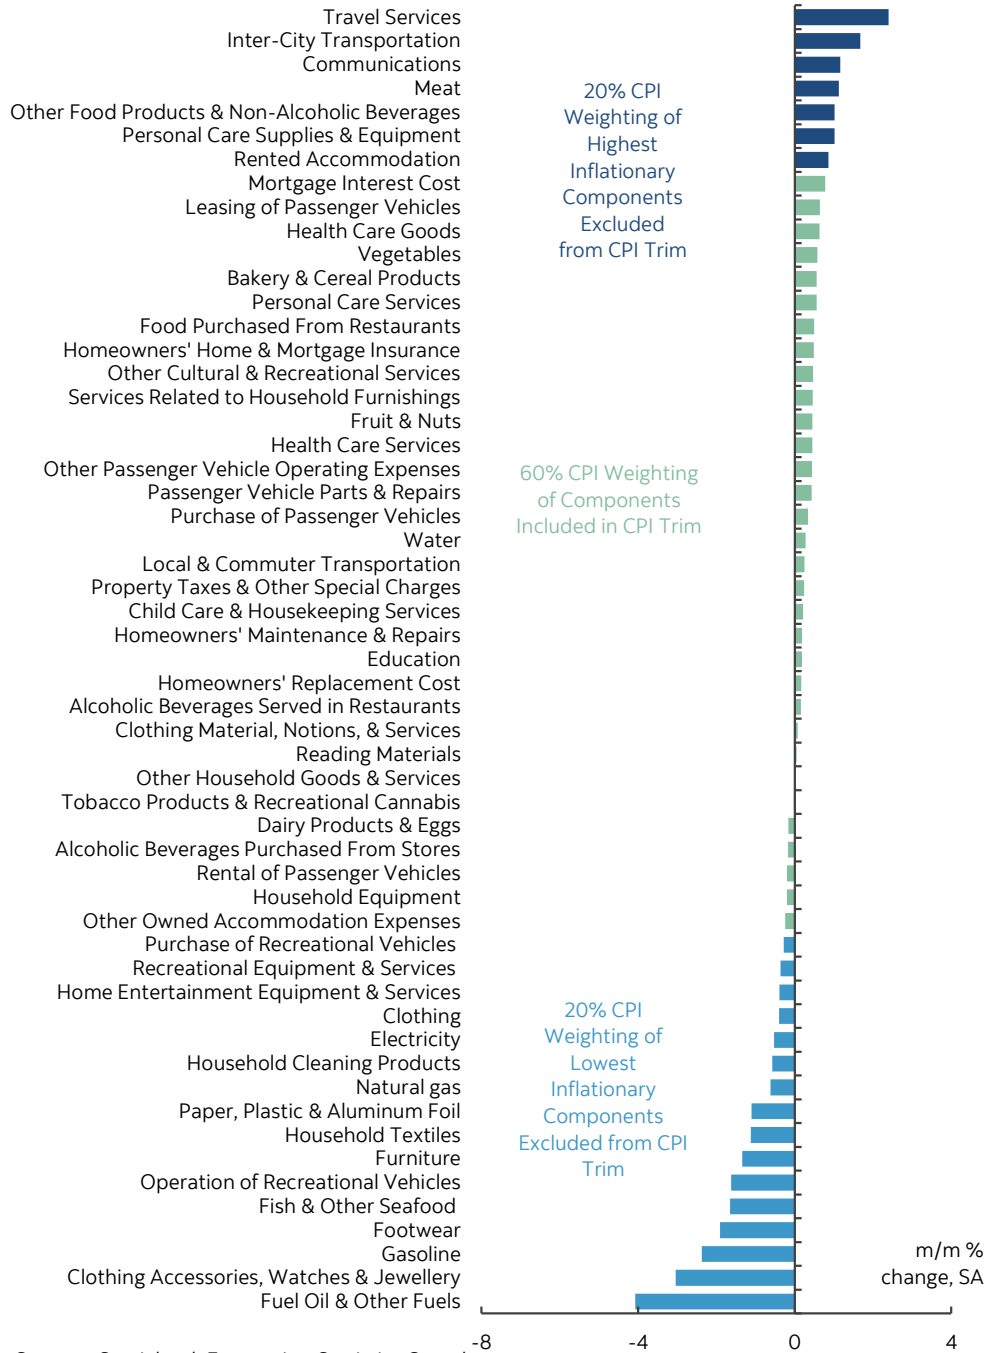 Travel Services
Inter-City Transportation
Communications
Meat
Other Food Products & Non-Alcoholic Beverages
Personal Care Supplies & Equipment
Rented Accommodation
Mortgage Interest Cost
Leasing of Passenger Vehicles
Health Care Goods
Vegetables
Bakery & Cereal Products
Personal Care Services
Food Purchased From Restaurants
Homeowners' Home & Mortgage Insurance
Other Cultural & Recreational Services
Services Related to Household Furnishings
Fruit & Nuts
Health Care Services
Other Passenger Vehicle Operating Expenses
Passenger Vehicle Parts & Repairs
Purchase of Passenger Vehicles
Water
Local & Commuter Transportation
Property Taxes & Other Special Charges
Child Care & Housekeeping Services
Homeowners' Maintenance & Repairs
Education
Homeowners' Replacement Cost
Alcoholic Beverages Served in Restaurants
Clothing Material, Notions, & Services
Reading Materials
Other Household Goods & Services
Tobacco Products & Recreational Cannabis
Dairy Products & Eggs
Alcoholic Beverages Purchased From Stores
Rental of Passenger Vehicles
Household Equipment
Other Owned Accommodation Expenses
Purchase of Recreational Vehicles
Recreational Equipment & Services
Home Entertainment Equipment & Services
Clothing
Electricity
Household Cleaning Products
Natural gas
Paper, Plastic & Aluminum Foil
Household Textiles
Furniture
Operation of Recreational Vehicles
Fish & Other Seafood
Footwear
Gasoline
Clothing Accessories, Watches & Jewellery
Fuel Oil & Other Fuels
20% CPI
Weighting of
Highest
Inflationary
Components
Excluded
from CPI Trim
60% CPI Weighting
of Components
Included in CPI Trim
20% CPI
Weighting of
Lowest
Inflationary
Components
Excluded from CPI
Trim
m/m %
change, SA
-8 -4 0 4